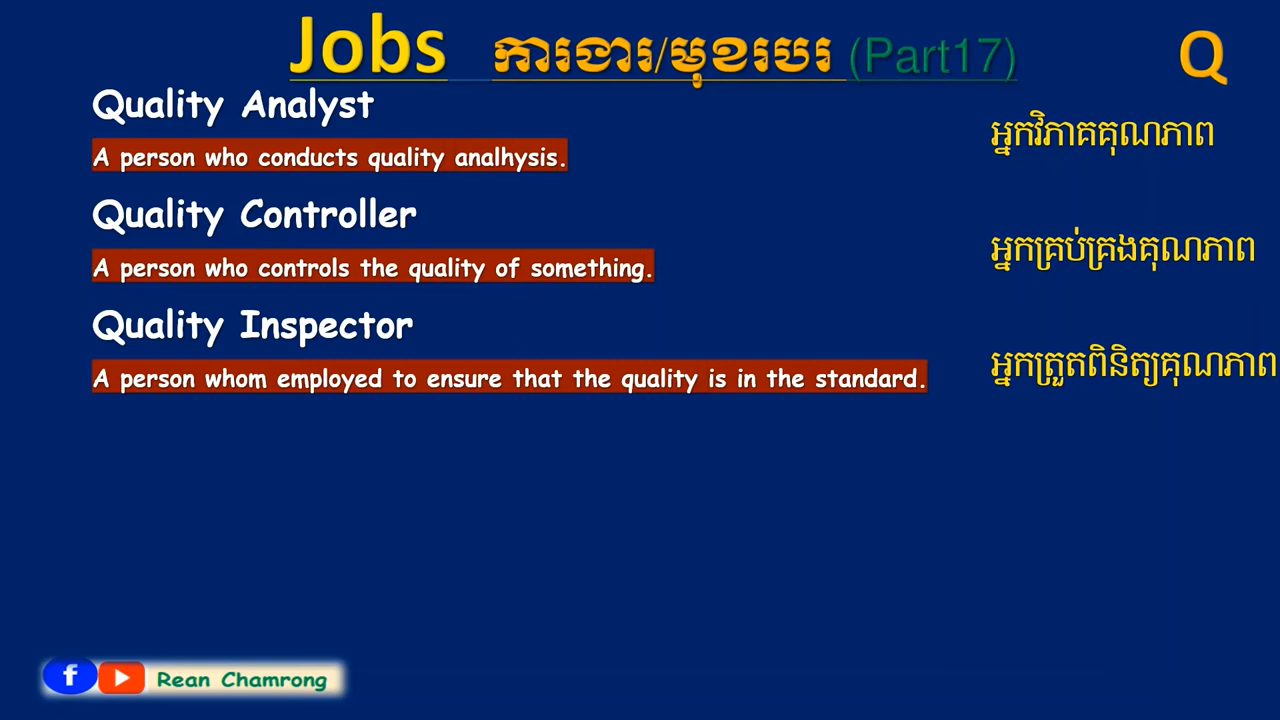 Jobs ការងារ/មុខរបរ (Part17) Q
Quality Analyst
អ្នកវិភាគគុណភាព
A person who conducts quality analhysis.
Quality Controller
អ្នកគ្រប់គ្រងគុណភាព
A person who controls the quality of something.
Quality Inspector
អ្នកត្រួតពិនិត្យគុណភាព
A person whom employed to ensure that the quality is in the standard.
f Rean Chamrong